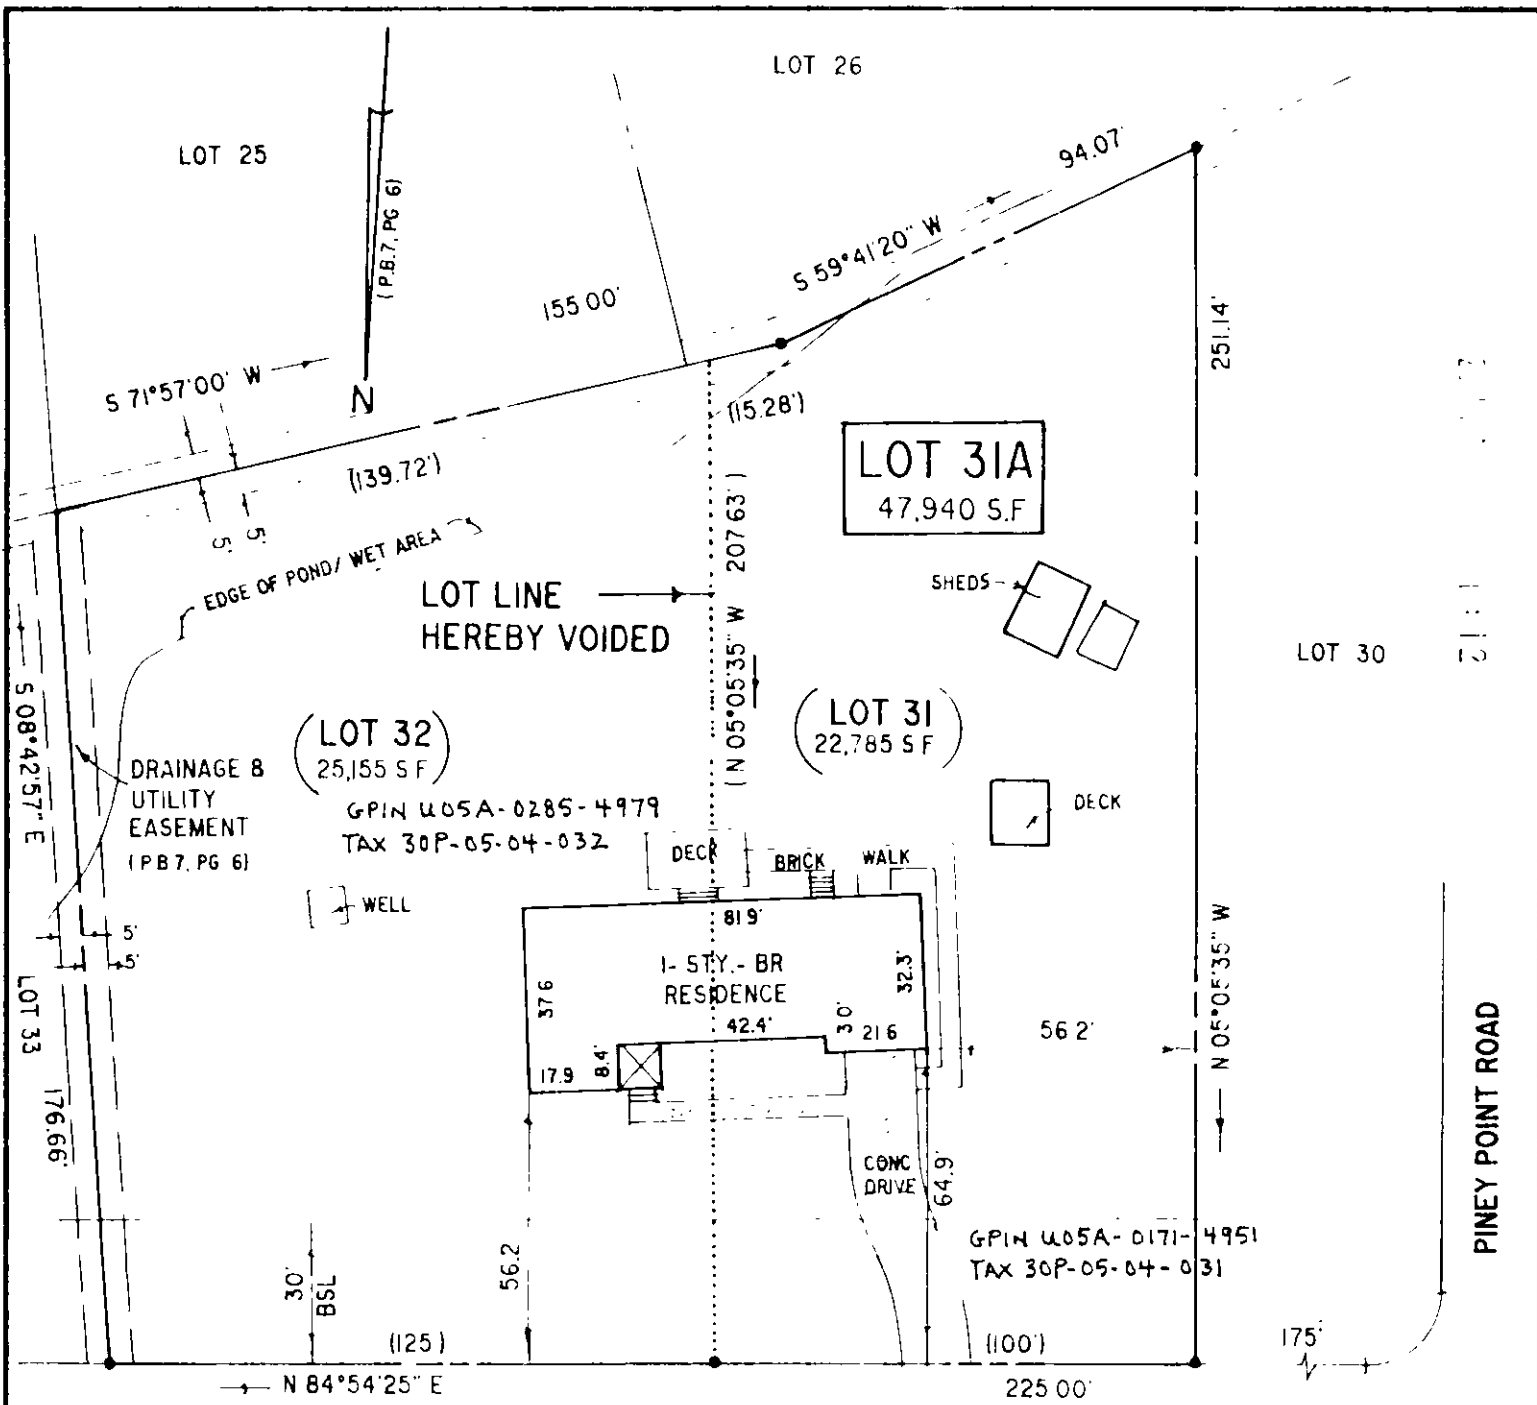 LOT 26
LOT 25
(P.B.7, PG 6)
N
94.07'
S 59°41'20" W
155 00'
S 71°57'00" W
(139.72')
(15.28')
5'
5'
251.14'
LOT 31A
47,940 S.F
EDGE OF POND/ WET AREA
LOT LINE
HEREBY VOIDED
(N 05°05'35" W 207 63')
SHEDS
LOT 30
S 08°42'57" E
(LOT 32)
25,155 S F
(LOT 31)
22,785 S F
DRAINAGE &
UTILITY
EASEMENT
(P B 7, PG 6)
GPIN U05A-0285-4979
TAX 30P-05-04-032
DECK
DECK
BRICK WALK
WELL
81 9'
5'
5'
1- STY.- BR
RESIDENCE
37 6
32.3'
42.4'
3 0'
21 6
17.9
8.4'
56 2'
N 05°05'35" W
LOT 33
176.66'
PINEY POINT ROAD
CONC
DRIVE
64.9'
GPIN U05A-0171-4951
TAX 30P-05-04-031
56.2
30'
BSL
(125)
(100')
175'
N 84°54'25" E
225 00'